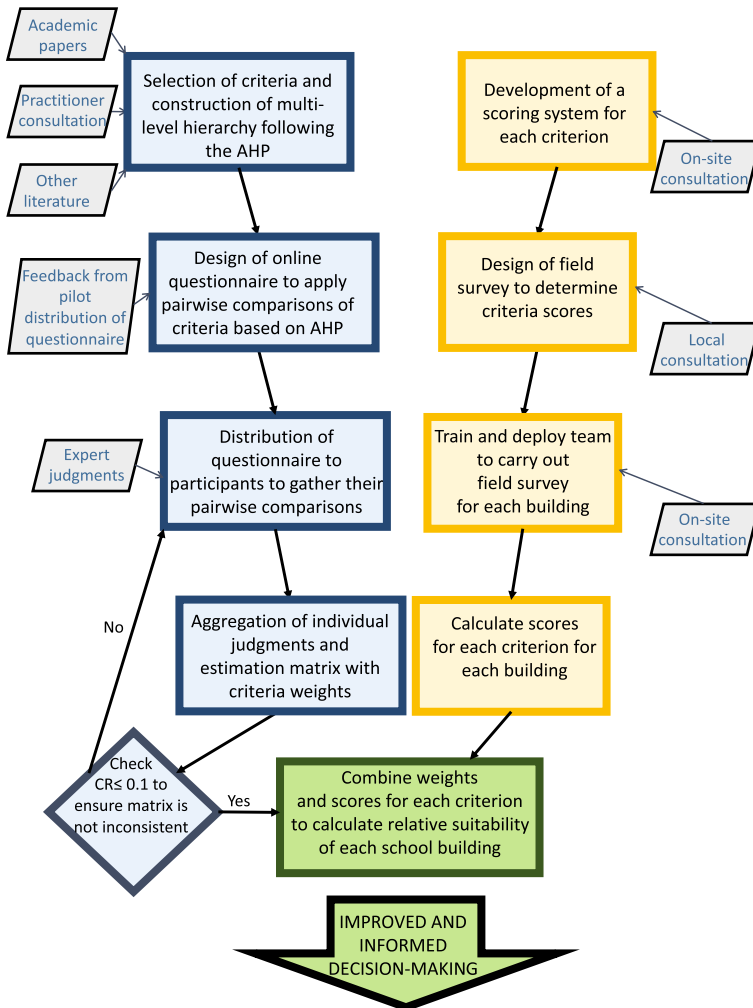 Academic
papers
Practitioner
consultation
Other
literature
Selection of criteria and
construction of multi-
level hierarchy following
the AHP
Feedback from
pilot
distribution of
questionnaire
Design of online
questionnaire to apply
pairwise comparisons of
criteria based on AHP
Expert
judgments
Distribution of
questionnaire to
participants to gather their
pairwise comparisons
No
Aggregation of individual
judgments and
estimation matrix with
criteria weights
Check
CR≤ 0.1 to
ensure matrix is
not inconsistent
Yes
Development of a
scoring system for
each criterion
On-site
consultation
Design of field
survey to determine
criteria scores
Local
consultation
Train and deploy team
to carry out
field survey
for each building
On-site
consultation
Calculate scores
for each criterion for
each building
Combine weights
and scores for each criterion
to calculate relative suitability
of each school building
IMPROVED AND
INFORMED
DECISION-MAKING